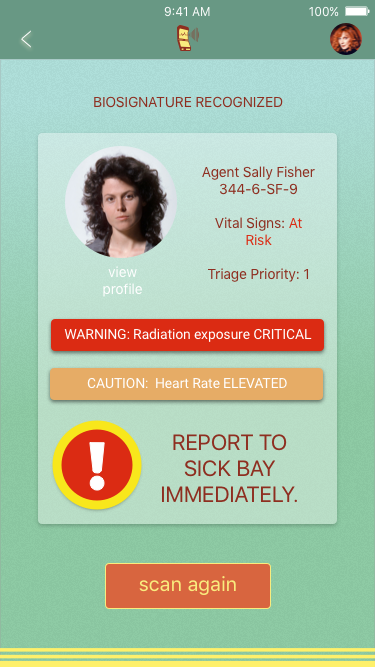 9:41 AM 100%
BIOSIGNATURE RECOGNIZED
Agent Sally Fisher
344-6-SF-9
Vital Signs: At
Risk
Triage Priority: 1
view
profile
WARNING: Radiation exposure CRITICAL
CAUTION: Heart Rate ELEVATED
!
REPORT TO
SICK BAY
IMMEDIATELY.
scan again